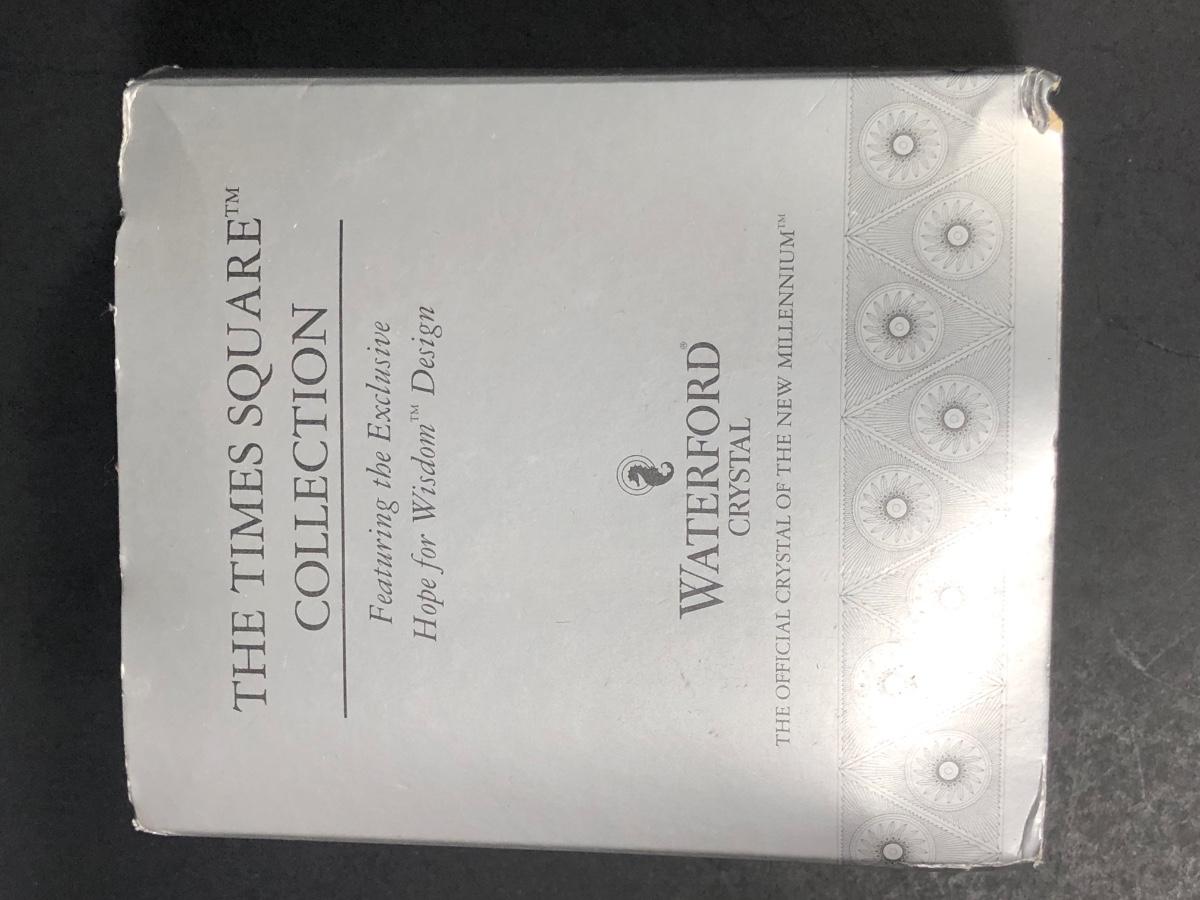 THE TIMES SQUARE™
COLLECTION
Featuring the Exclusive
Hope for Wisdom™ Design
WATERFORD®
CRYSTAL
THE OFFICIAL CRYSTAL OF THE NEW MILLENNIUM™